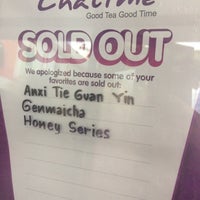 Chatime
Good Tea Good Time
SOLD OUT
We apologized because some of your
favorites are sold out:
Anxi Tie Guan Yin
Genmaicha
Honey Series